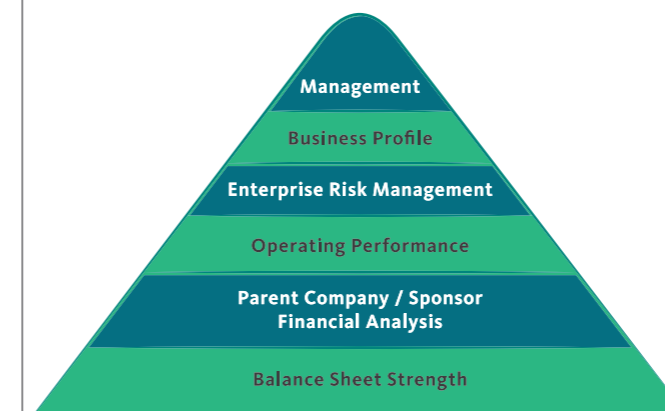 Management
Business Profile
Enterprise Risk Management
Operating Performance
Parent Company / Sponsor
Financial Analysis
Balance Sheet Strength